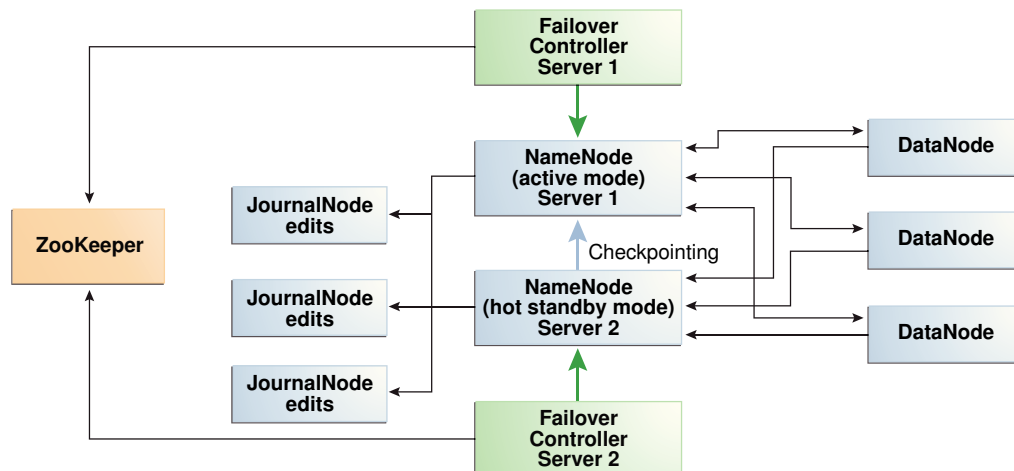 Failover
Controller
Server 1
NameNode
(active mode)
Server 1
DataNode
JournalNode
edits
ZooKeeper
DataNode
Checkpointing
NameNode
(hot standby mode)
Server 2
JournalNode
edits
DataNode
JournalNode
edits
Failover
Controller
Server 2